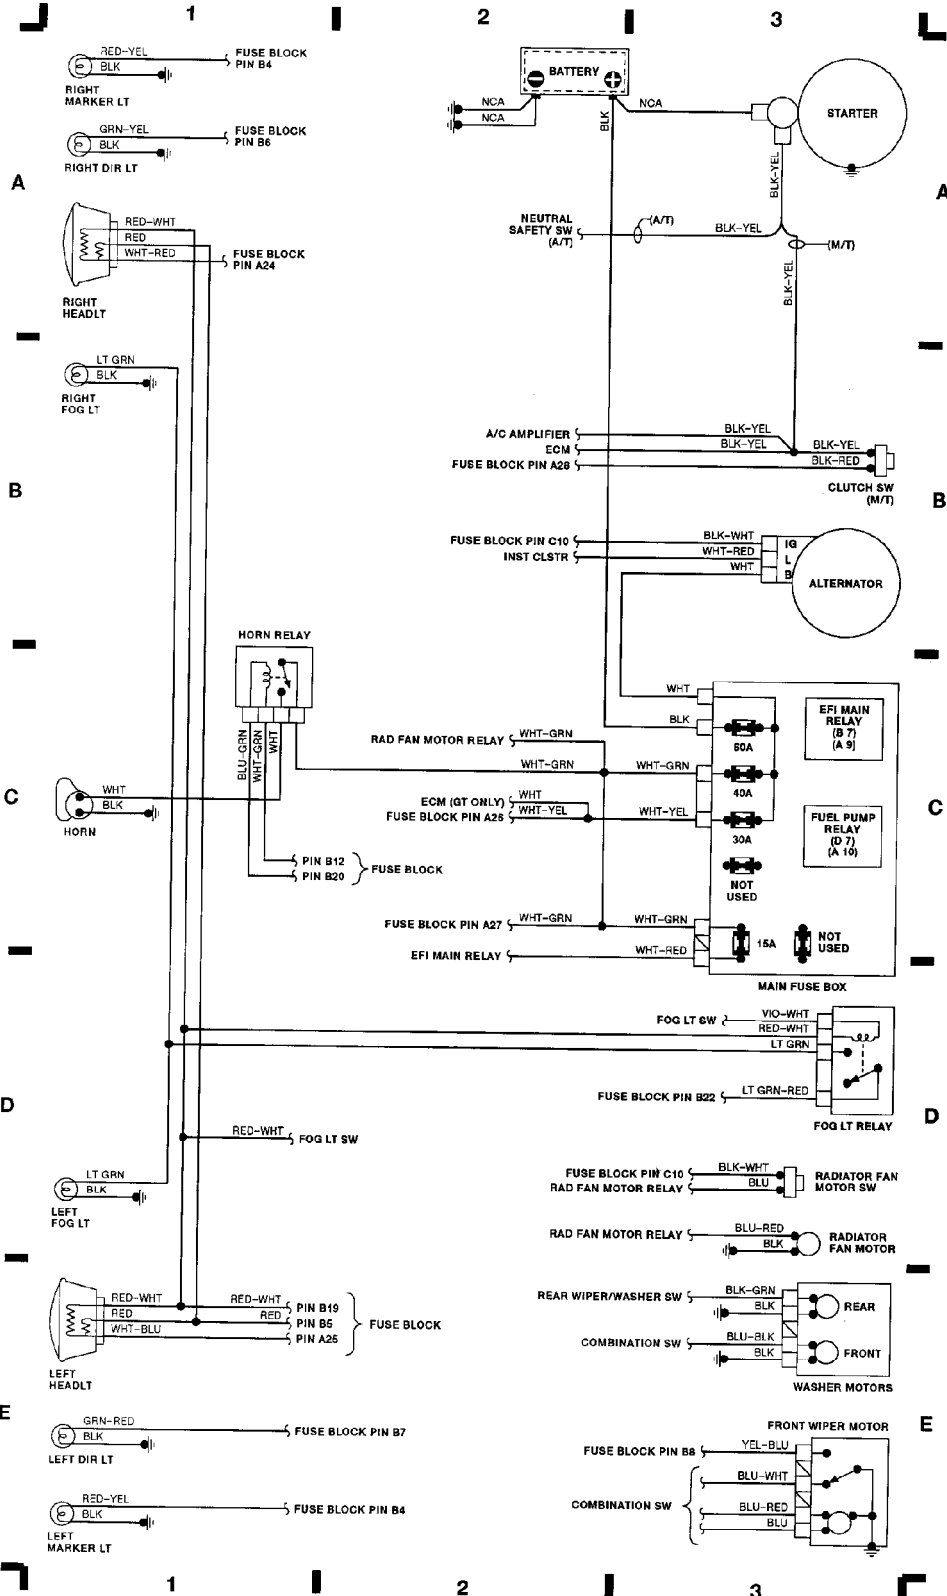 1 2 3
RED-YEL
BLK
FUSE BLOCK
PIN B4
RIGHT
MARKER LT
GRN-YEL
BLK
FUSE BLOCK
PIN B6
RIGHT DIR LT
A
RED-WHT
RED
WHT-RED
FUSE BLOCK
PIN A24
RIGHT
HEADLT
BATTERY
NCA
NCA
BLK
NCA
STARTER
BLK-YEL
A
NEUTRAL
SAFETY SW
(A/T)
(A/T)
BLK-YEL
(M/T)
BLK-YEL
LT GRN
BLK
RIGHT
FOG LT
A/C AMPLIFIER
BLK-YEL
ECM
BLK-YEL
BLK-YEL
FUSE BLOCK PIN A28
BLK-RED
CLUTCH SW
(M/T)
B
B
FUSE BLOCK PIN C10
BLK-WHT
IG
INST CLSTR
WHT-RED
L
WHT
B
ALTERNATOR
HORN RELAY
BLU-GRN
WHT-GRN
WHT
WHT
BLK
60A
EFI MAIN
RELAY
(B 7)
(A 9)
RAD FAN MOTOR RELAY
WHT-GRN
WHT-GRN
WHT-GRN
40A
C
WHT
BLK
HORN
ECM (GT ONLY)
WHT
FUSE BLOCK PIN A26
WHT-YEL
WHT-YEL
30A
FUEL PUMP
RELAY
(D 7)
(A 10)
C
PIN B12
PIN B20
FUSE BLOCK
NOT
USED
FUSE BLOCK PIN A27
WHT-GRN
WHT-GRN
15A
NOT
USED
EFI MAIN RELAY
WHT-RED
MAIN FUSE BOX
FOG LT SW
VIO-WHT
RED-WHT
LT GRN
FUSE BLOCK PIN B22
LT GRN-RED
FOG LT RELAY
D
D
RED-WHT
FOG LT SW
LT GRN
BLK
LEFT
FOG LT
FUSE BLOCK PIN C10
BLK-WHT
RAD FAN MOTOR RELAY
BLU
RADIATOR FAN
MOTOR SW
RAD FAN MOTOR RELAY
BLU-RED
BLK
RADIATOR
FAN MOTOR
RED-WHT
RED-WHT
PIN B19
RED
RED
PIN B5
WHT-BLU
PIN A25
FUSE BLOCK
LEFT
HEADLT
REAR WIPER/WASHER SW
BLK-GRN
BLK
REAR
COMBINATION SW
BLU-BLK
BLK
FRONT
WASHER MOTORS
E
E
GRN-RED
BLK
FUSE BLOCK PIN B7
LEFT DIR LT
FRONT WIPER MOTOR
FUSE BLOCK PIN B8
YEL-BLU
BLU-WHT
COMBINATION SW
BLU-RED
BLU
RED-YEL
BLK
FUSE BLOCK PIN B4
LEFT
MARKER LT
1 2 3